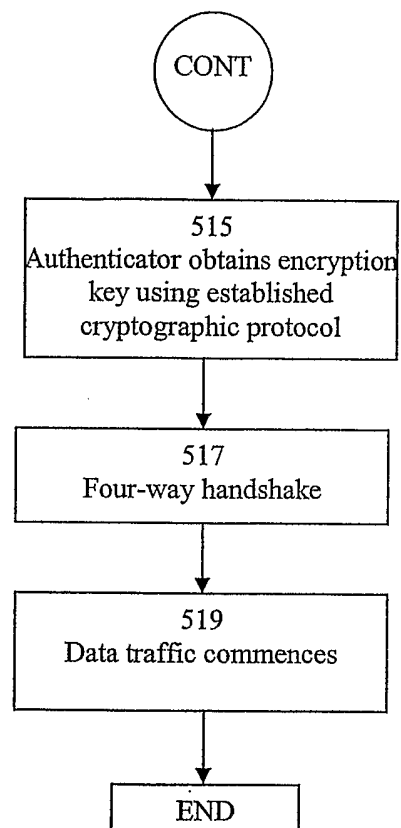 CONT
515
Authenticator obtains encryption
key using established
cryptographic protocol
517
Four-way handshake
519
Data traffic commences
END